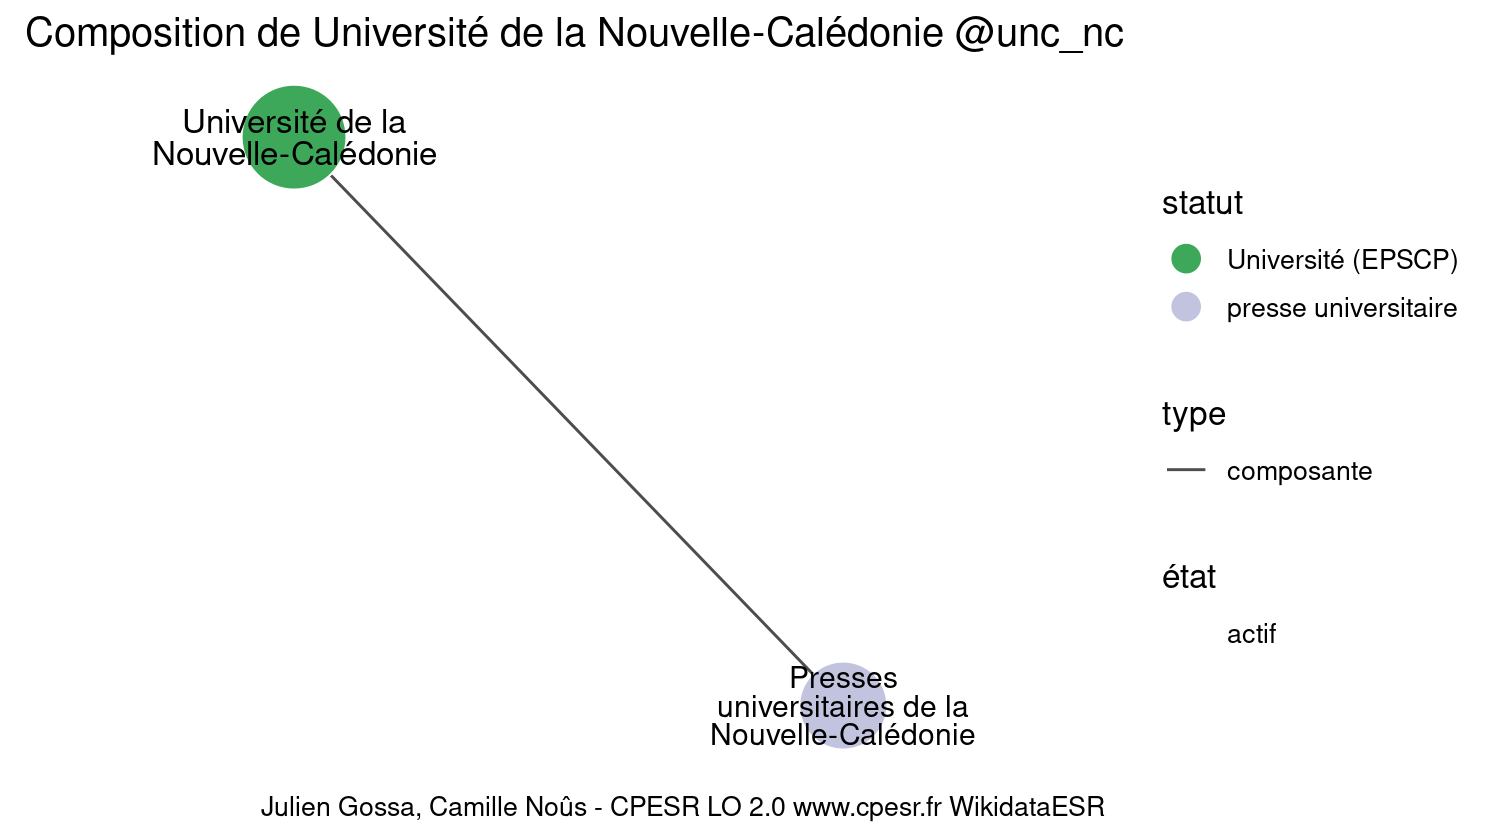 Composition de Université de la Nouvelle-Calédonie @unc_nc
Université de la
Nouvelle-Calédonie
statut
Université (EPSCP)
presse universitaire
type
composante
état
actif
Presses
universitaires de la
Nouvelle-Calédonie
Julien Gossa, Camille Noûs - CPESR LO 2.0 www.cpesr.fr WikidataESR